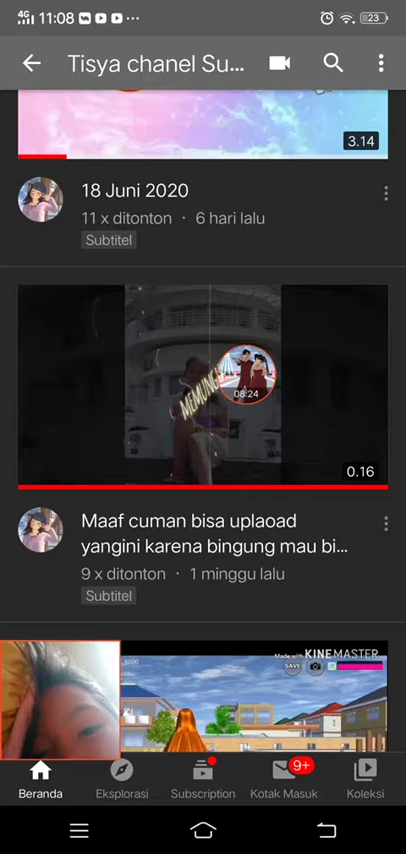 4G 11:08 23
Tisya chanel Su...
3.14
18 Juni 2020
11 x ditonton · 6 hari lalu
Subtitel
MEMUNG
08:24
0.16
Maaf cuman bisa uplaoad
yangini karena bingung mau bi...
9 x ditonton · 1 minggu lalu
Subtitel
Made with KINEMASTER
5000
SAVE
Beranda
Eksplorasi
Subscription
9+
Kotak Masuk
Koleksi